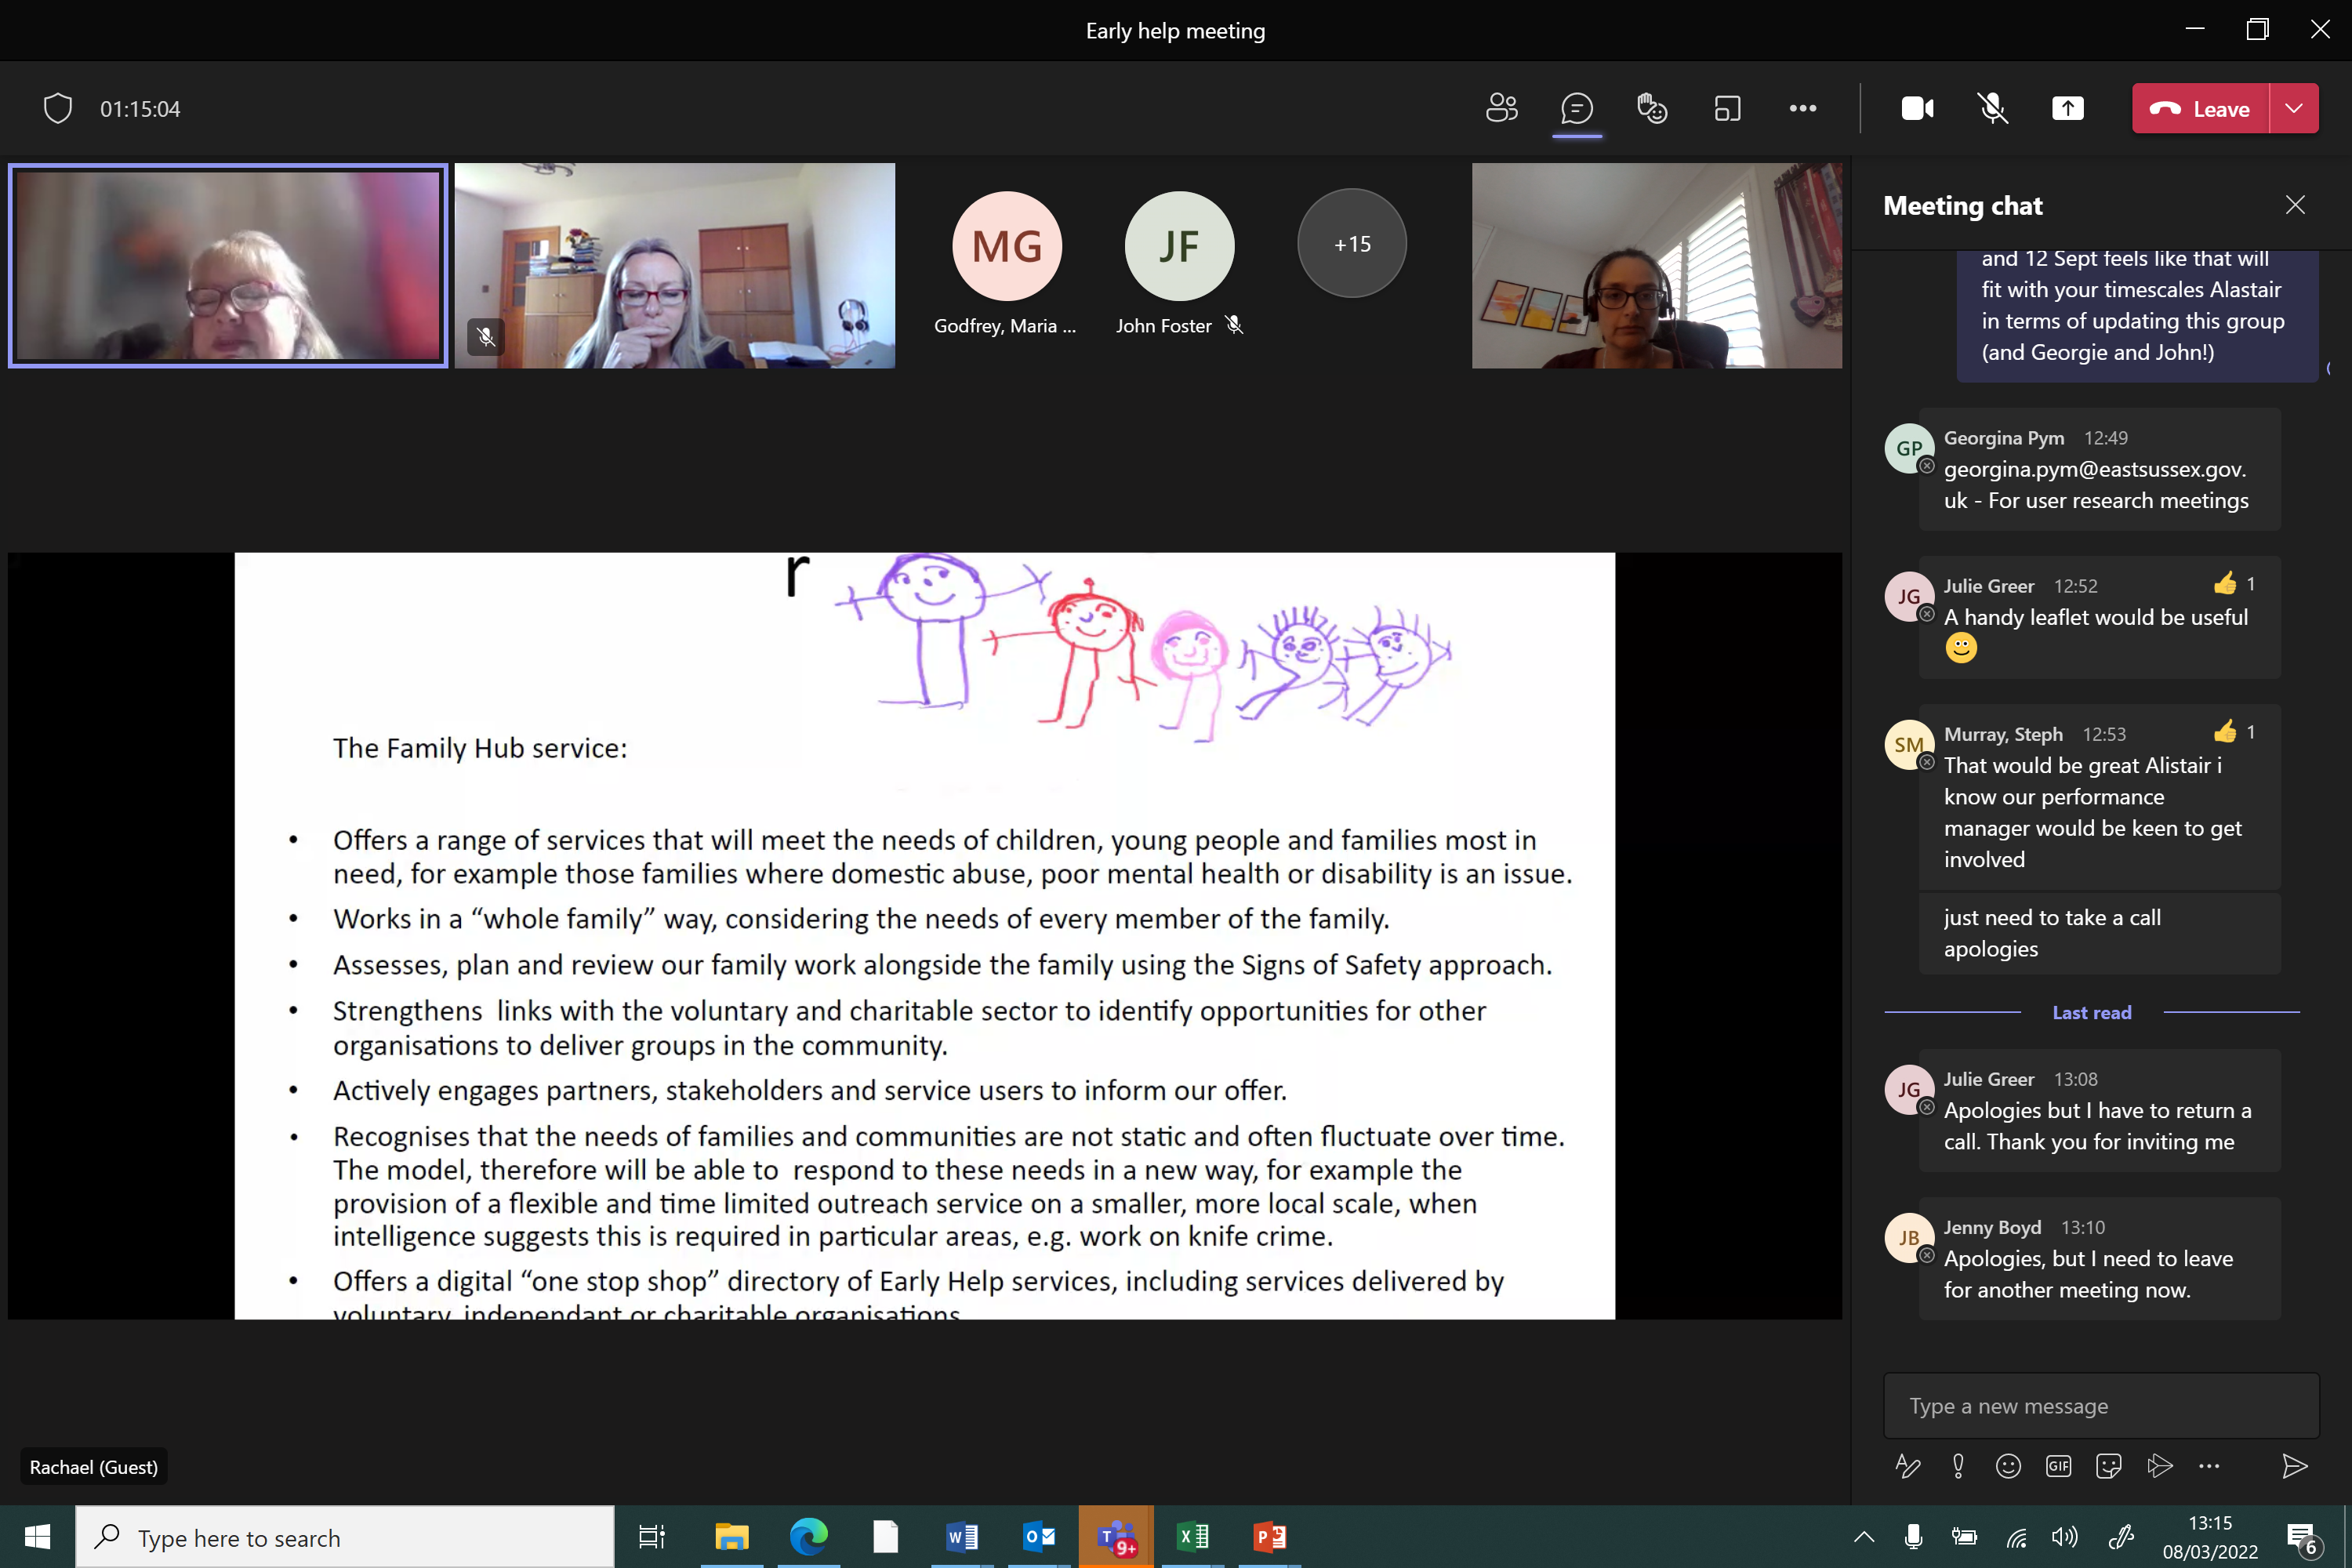 Early help meeting
01:15:04
Leave
MG
JF
+15
Godfrey, Maria ...
John Foster
r
The Family Hub service:
• Offers a range of services that will meet the needs of children, young people and families most in
need, for example those families where domestic abuse, poor mental health or disability is an issue.
• Works in a “whole family” way, considering the needs of every member of the family.
• Assesses, plan and review our family work alongside the family using the Signs of Safety approach.
• Strengthens  links with the voluntary and charitable sector to identify opportunities for other
organisations to deliver groups in the community.
• Actively engages partners, stakeholders and service users to inform our offer.
• Recognises that the needs of families and communities are not static and often fluctuate over time.
The model, therefore will be able to  respond to these needs in a new way, for example the
provision of a flexible and time limited outreach service on a smaller, more local scale, when
intelligence suggests this is required in particular areas, e.g. work on knife crime.
• Offers a digital “one stop shop” directory of Early Help services, including services delivered by
voluntary, independant or charitable organisations
Rachael (Guest)
Meeting chat
and 12 Sept feels like that will
fit with your timescales Alastair
in terms of updating this group
(and Georgie and John!)
GP
Georgina Pym 12:49
georgina.pym@eastsussex.gov.
uk - For user research meetings
JG
Julie Greer 12:52 👍 1
A handy leaflet would be useful
🙂
SM
Murray, Steph 12:53 👍 1
That would be great Alistair i
know our performance
manager would be keen to get
involved
just need to take a call
apologies
Last read
JG
Julie Greer 13:08
Apologies but I have to return a
call. Thank you for inviting me
JB
Jenny Boyd 13:10
Apologies, but I need to leave
for another meeting now.
Type a new message
GIF
Type here to search
9+
13:15
08/03/2022
6